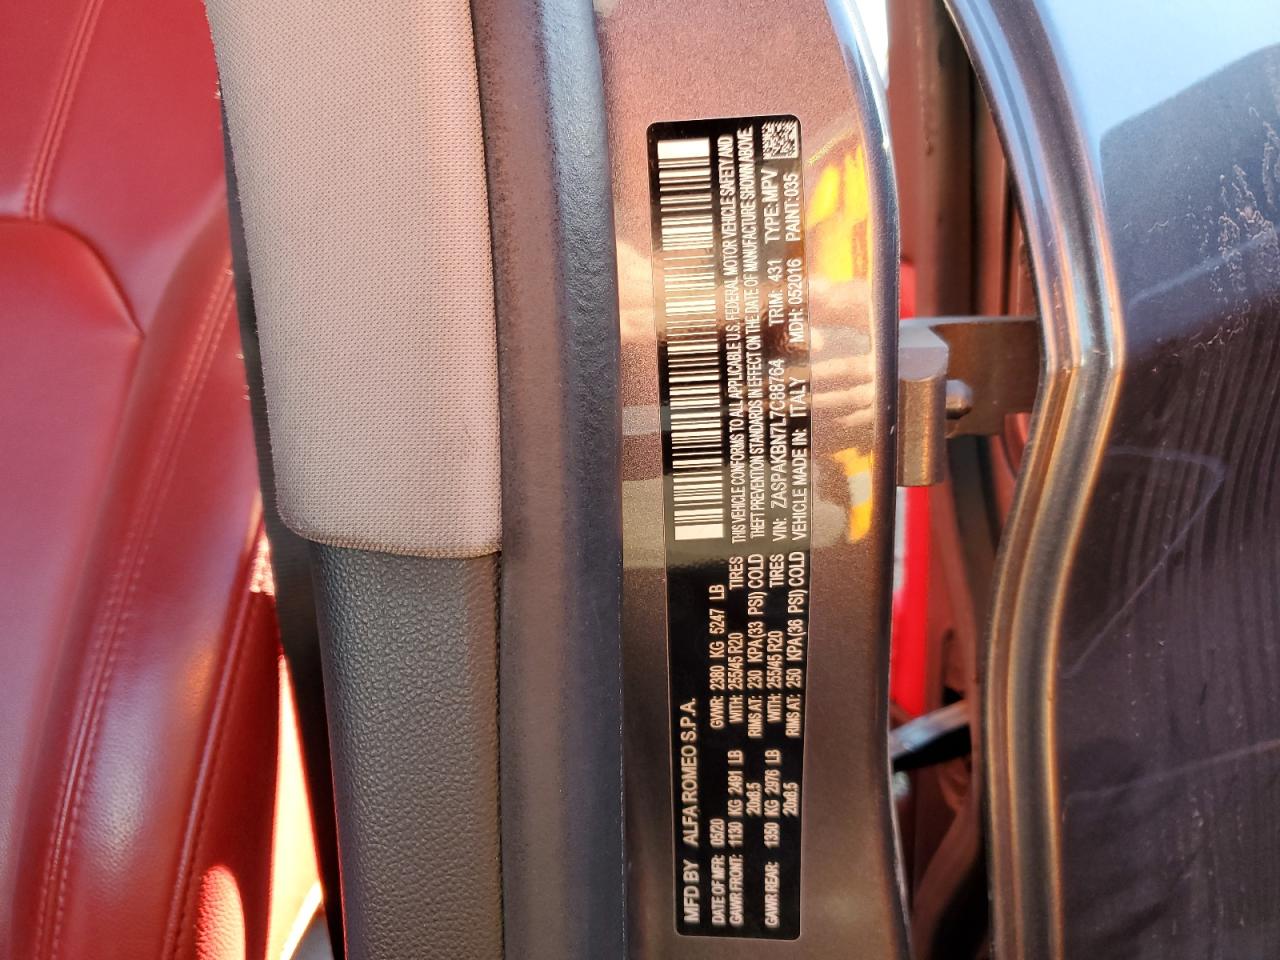 MFD BY ALFA ROMEO S.P.A.
DATE OF MFR: 05/20 GVWR: 2380 KG 5247 LB
GAWR FRONT: 1130 KG 2491 LB WITH: 255/45 R20 TIRES
20x8.5 RIMS AT: 230 KPA(33 PSI) COLD
GAWR REAR: 1350 KG 2976 LB WITH: 255/45 R20 TIRES
20x8.5 RIMS AT: 250 KPA(36 PSI) COLD
THIS VEHICLE CONFORMS TO ALL APPLICABLE U.S. FEDERAL MOTOR VEHICLE SAFETY AND
THEFT PREVENTION STANDARDS IN EFFECT ON THE DATE OF MANUFACTURE SHOWN ABOVE.
VIN: ZASPAKBN7L7C88764 TRIM: 431 TYPE: MPV
VEHICLE MADE IN: ITALY MDH: 052016 PAINT: 035